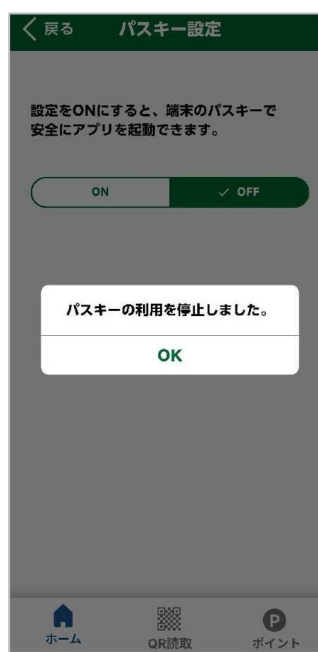 戻る
パスキー設定
設定をONにすると、端末のパスキーで
安全にアプリを起動できます。
ON
OFF
パスキーの利用を停止しました。
OK
ホーム
QR読取
P
ポイント